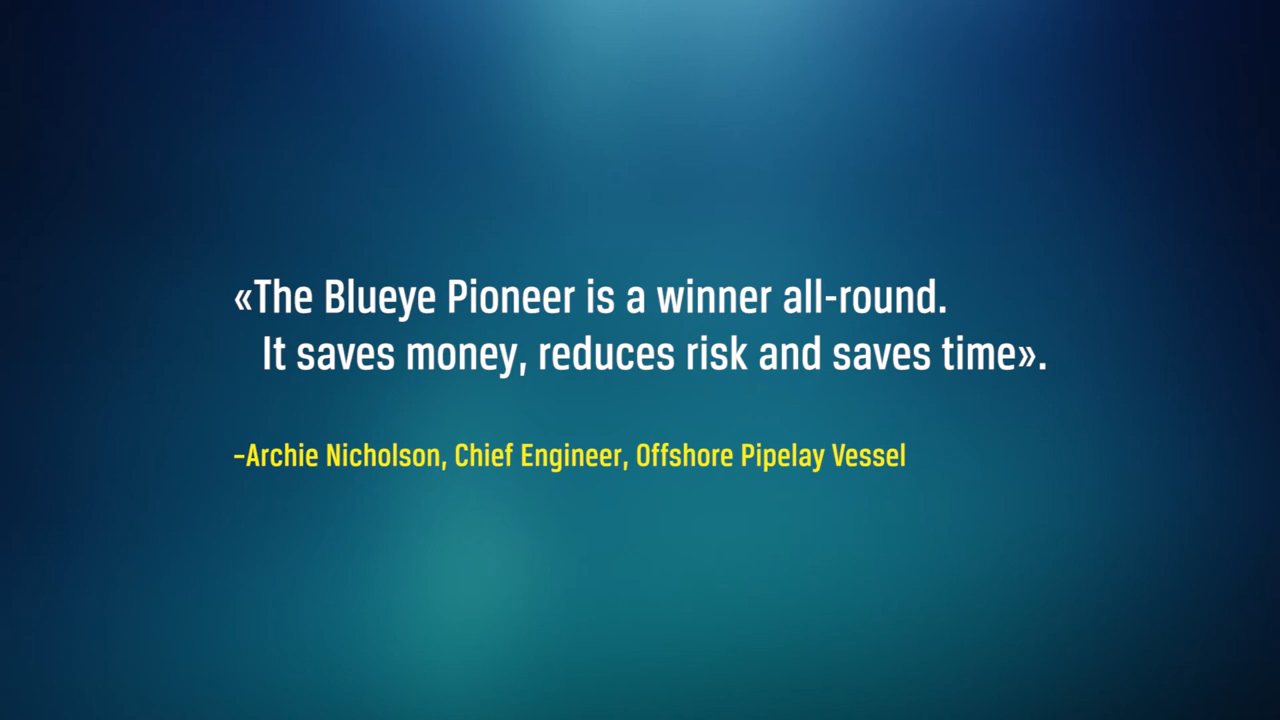 «The Blueye Pioneer is a winner all-round.
It saves money, reduces risk and saves time».
–Archie Nicholson, Chief Engineer, Offshore Pipelay Vessel